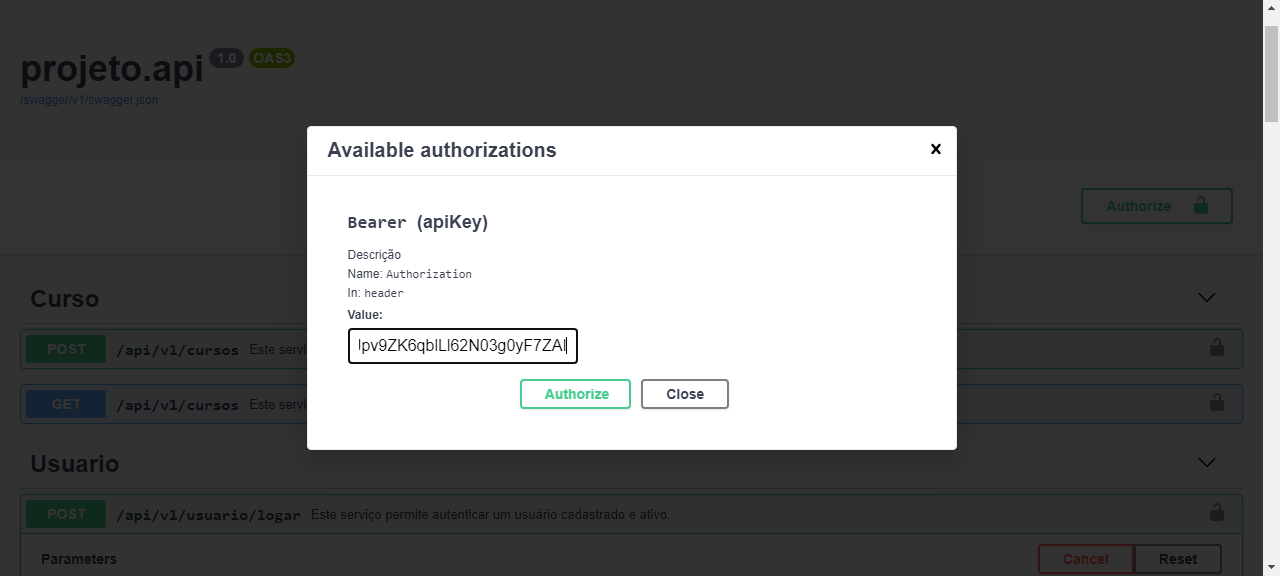 projeto.api 1.0 OAS3
/swagger/v1/swagger.json
Available authorizations
Bearer (apiKey)
Descrição
Name: Authorization
In: header
Value:
Authorize Close
Authorize
Curso
POST /api/v1/cursos Este servi
GET /api/v1/cursos Este servi
Usuario
POST /api/v1/usuario/logar Este serviço permite autenticar um usuário cadastrado e ativo.
Parameters Cancel Reset